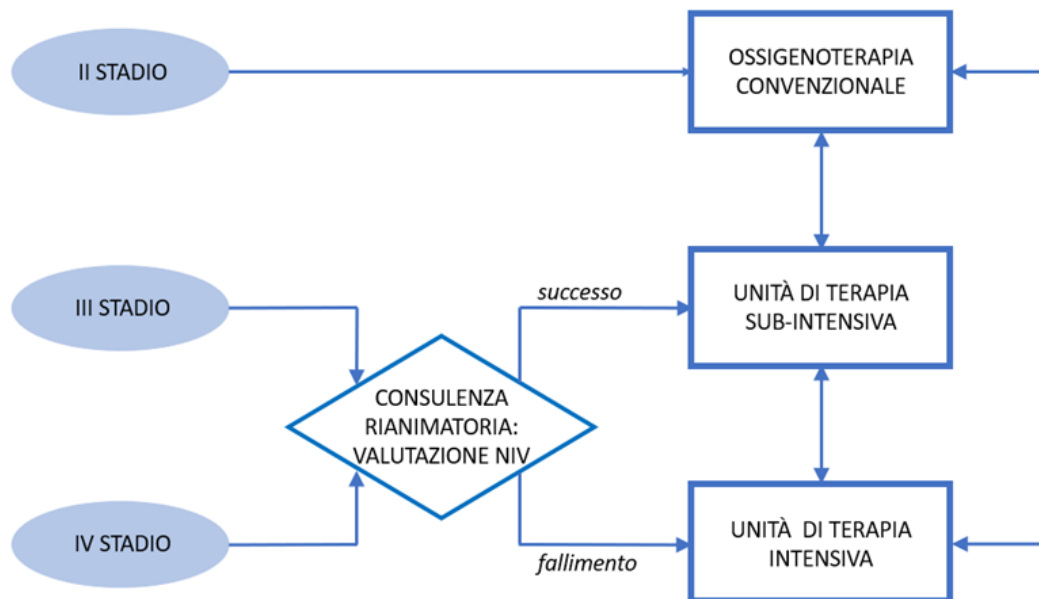 II STADIO
OSSIGENOTERAPIA
CONVENZIONALE
III STADIO
successo
UNITÀ DI TERAPIA
SUB-INTENSIVA
CONSULENZA
RIANIMATORIA:
VALUTAZIONE NIV
IV STADIO
fallimento
UNITÀ DI TERAPIA
INTENSIVA